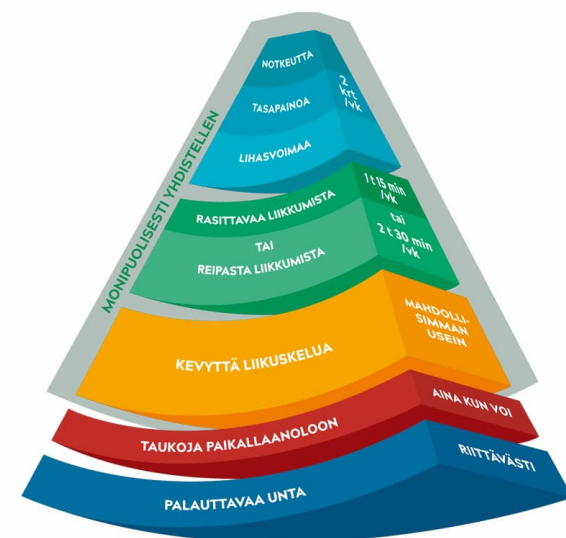 MONIPUOLISESTI YHDISTELLEN
NOTKEUTTA
TASAPAINOA
LIHASVOIMAA
2
krt
/vk
RASITTAVAA LIIKKUMISTA
1 t 15 min
/vk
TAI
tai
REIPASTA LIIKKUMISTA
2 t 30 min
/vk
KEVYTTÄ LIIKUSKELUA
MAHDOLLI-
SIMMAN
USEIN
TAUKOJA PAIKALLAANOLOON
AINA KUN VOI
PALAUTTAVAA UNTA
RIITTÄVÄSTI